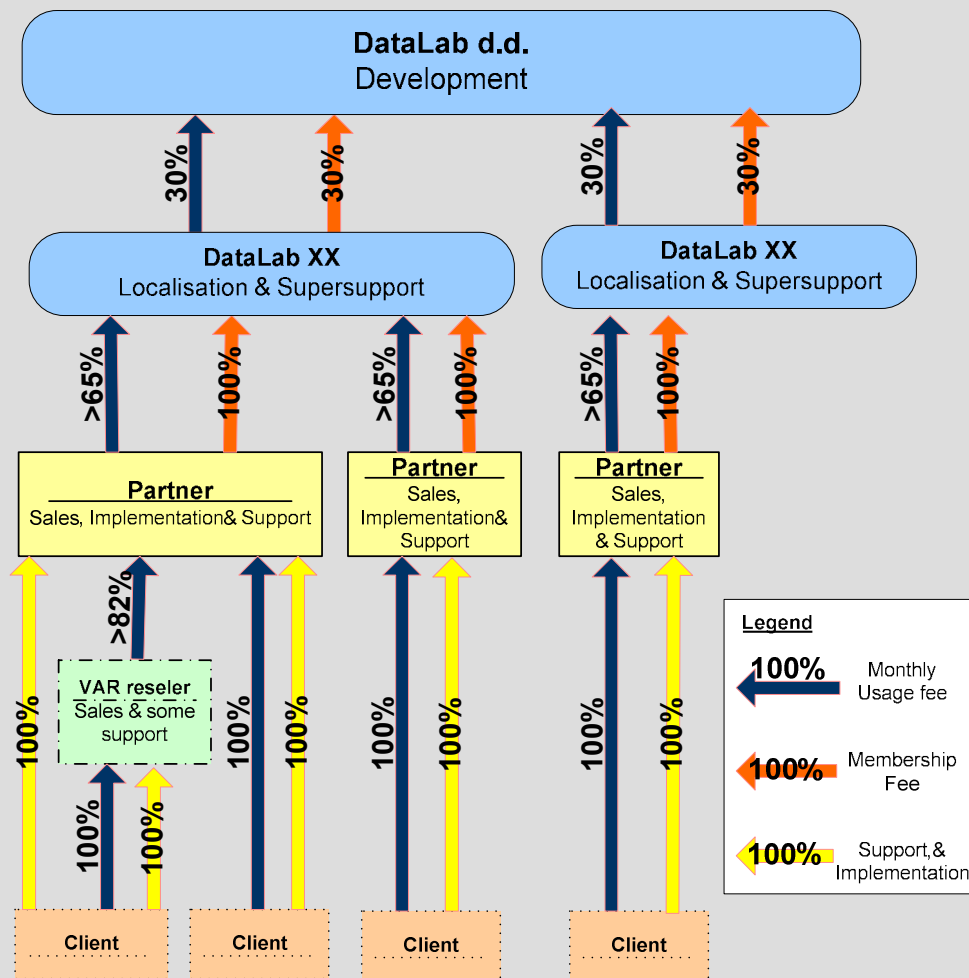 DataLab d.d.
Development
30%
30%
30%
30%
DataLab XX
Localisation & Supersupport
DataLab XX
Localisation & Supersupport
>65%
100%
>65%
100%
>65%
100%
Partner
Sales, Implementation& Support
Partner
Sales,
Implementation&
Support
Partner
Sales,
Implementation
& Support
>82%
VAR reseler
Sales & some
support
100%
100%
100%
100%
100%
100%
100%
100%
100%
Client
Client
Client
Client
Legend
100%
Monthly
Usage fee
100%
Membership
Fee
100%
Support,&
Implementation